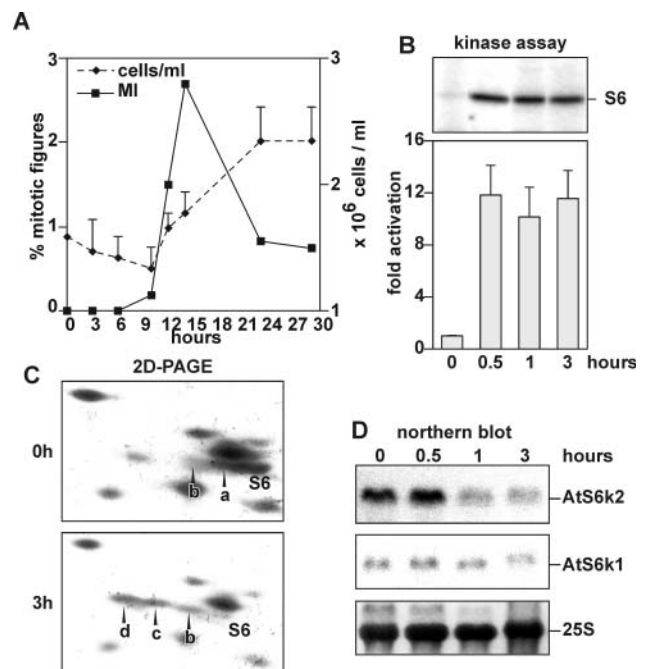 A
cells/ml
MI
3
2
1
0
% mitotic figures
3
2
1
x 10⁶ cells / ml
0 3 6 9 12 15 18 21 24 27 30
hours
B
kinase assay
S6
16
12
8
4
0
fold activation
0 0.5 1 3 hours
C
2D-PAGE
0h
b a S6
3h
d c b S6
D
northern blot
0 0.5 1 3 hours
AtS6k2
AtS6k1
25S